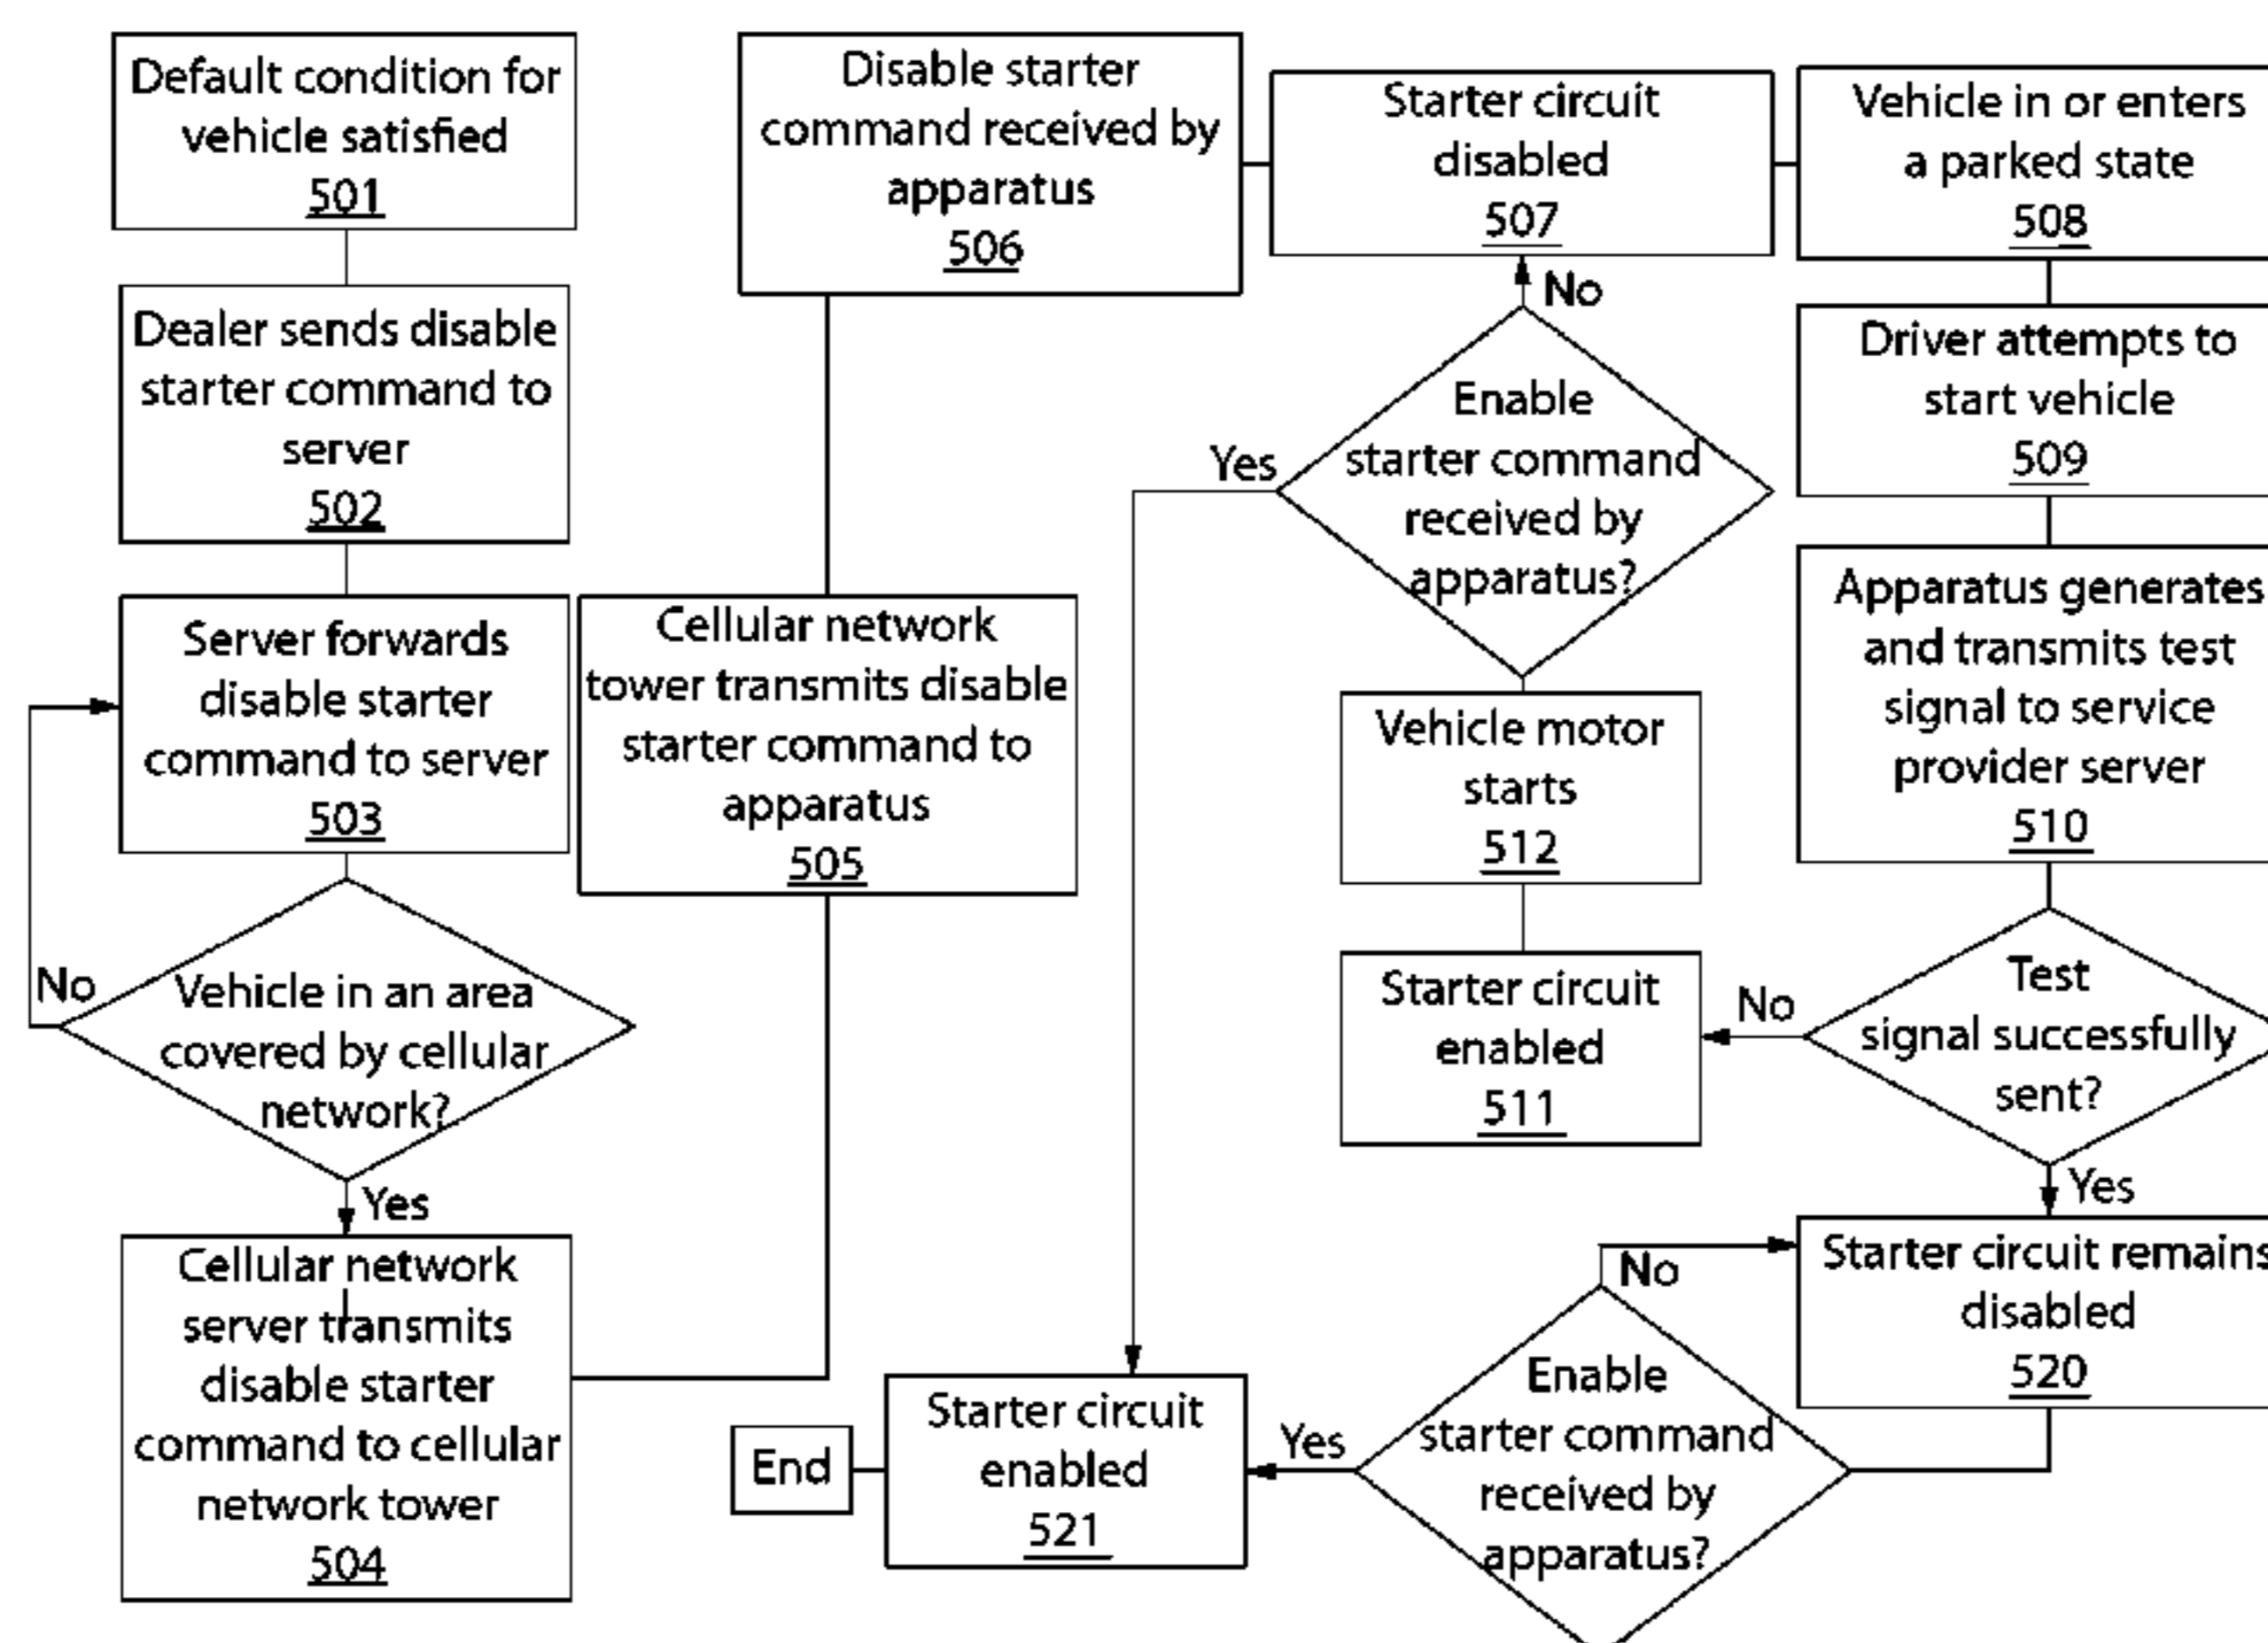 Default condition for
vehicle satisfied
501
Dealer sends disable
starter command to
server
502
Server forwards
disable starter
command to server
503
No
Vehicle in an area
covered by cellular
network?
Yes
Cellular network
server transmits
disable starter
command to cellular
network tower
504
Cellular network
tower transmits disable
starter command to
apparatus
505
Disable starter
command received by
apparatus
506
Starter circuit
disabled
507
Vehicle in or enters
a parked state
508
Driver attempts to
start vehicle
509
Apparatus generates
and transmits test
signal to service
provider server
510
Test
signal successfully
sent?
No
Yes
Starter circuit
enabled
511
Vehicle motor
starts
512
Enable
starter command
received by
apparatus?
No
Yes
Starter circuit remains
disabled
520
Enable
starter command
received by
apparatus?
No
Yes
Starter circuit
enabled
521
End